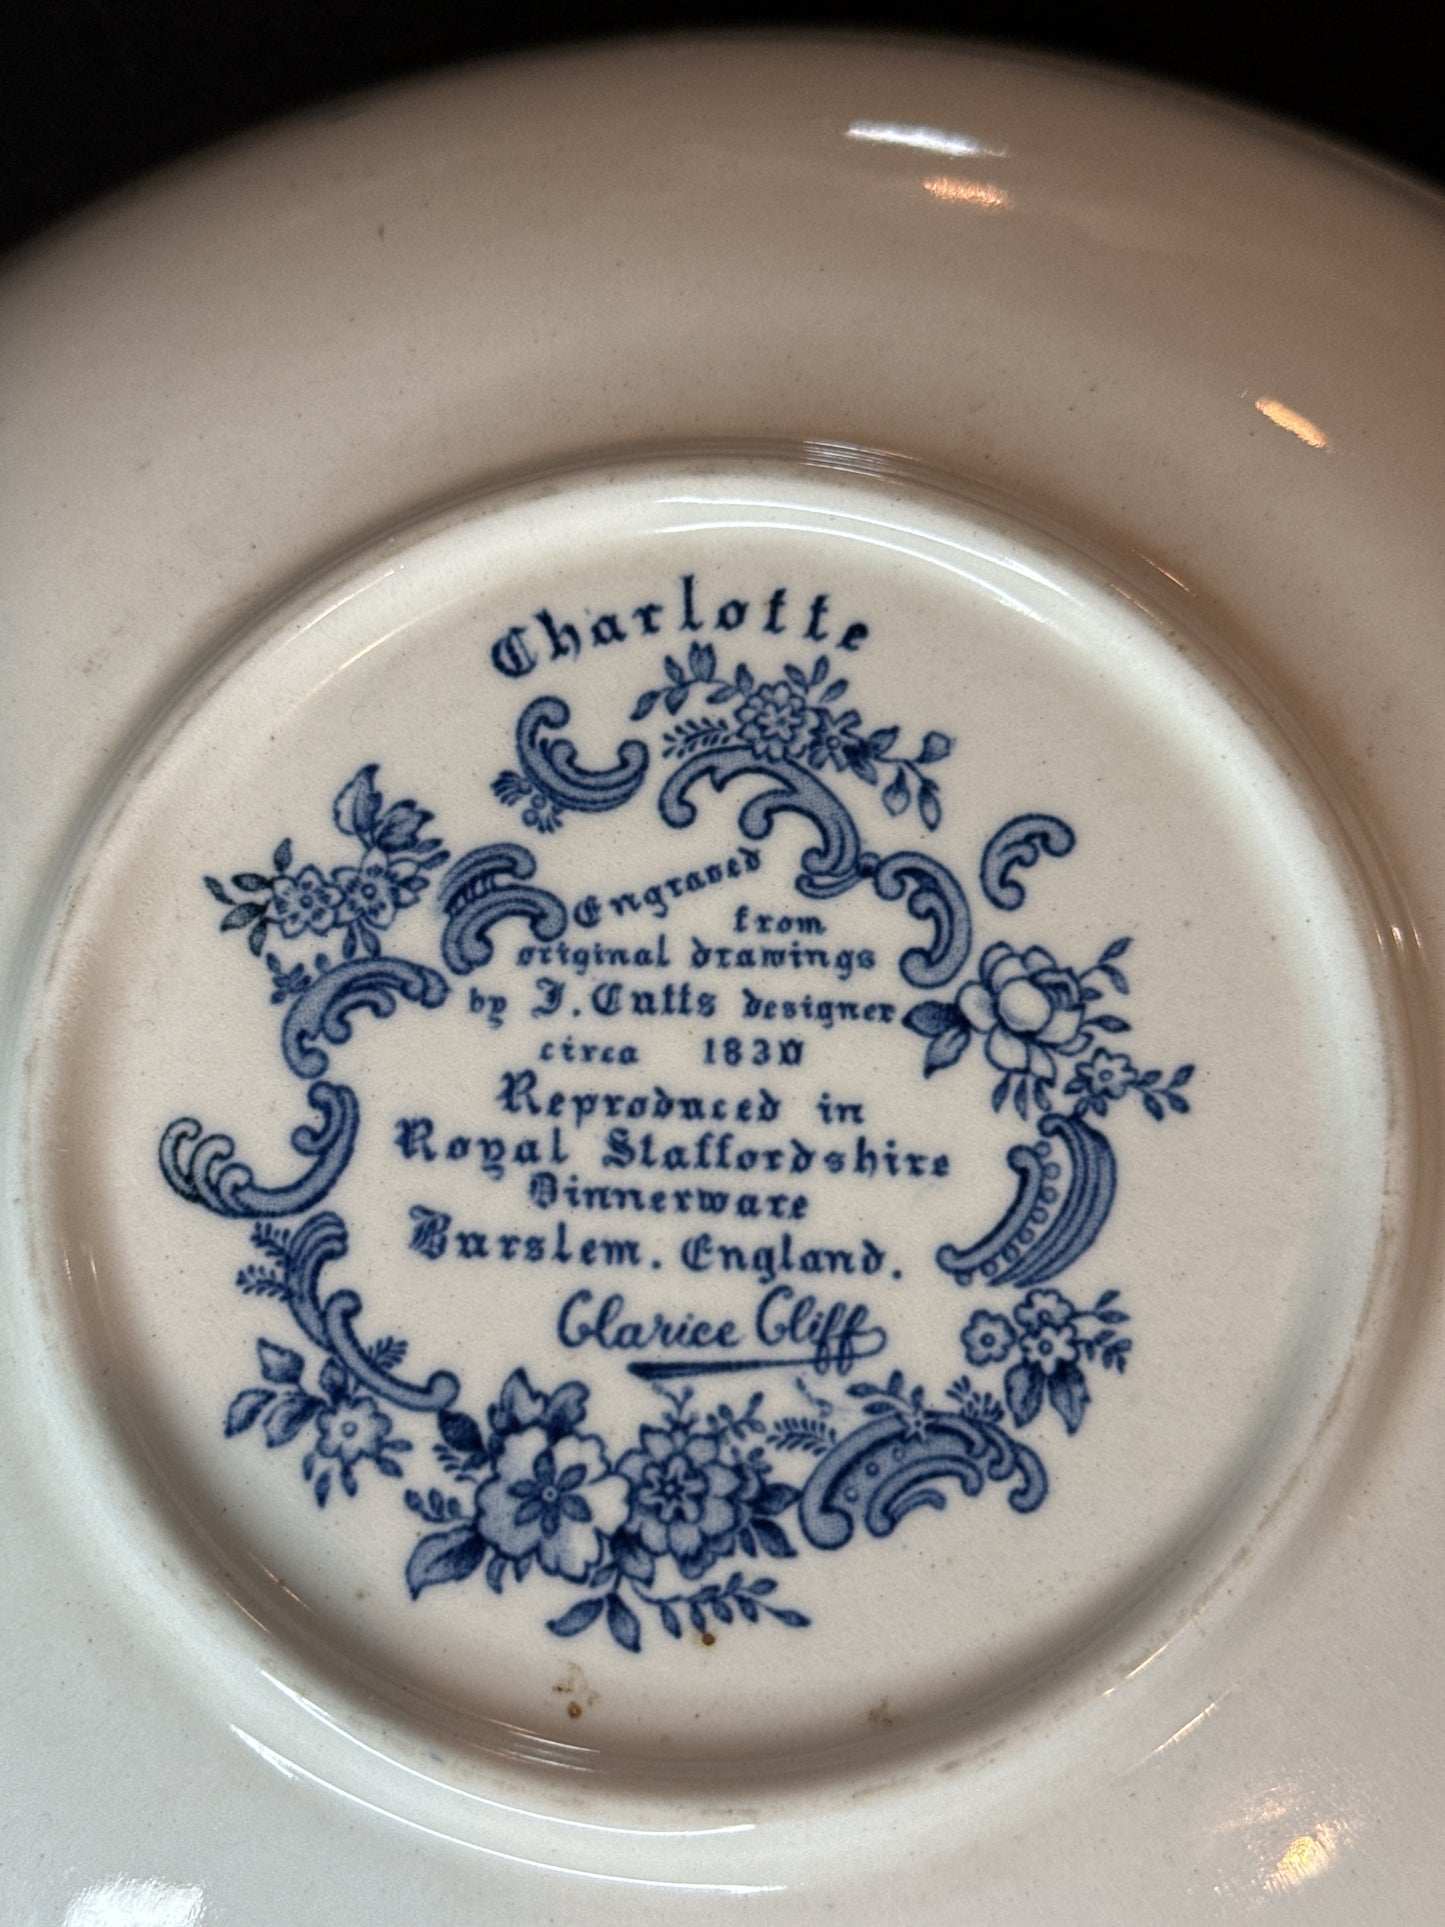 Charlotte
Engraved
from
original drawings
by J. Cutts designer
circa 1830
Reproduced in
Royal Staffordshire
Dinnerware
Burslem. England.
Clarice Cliff